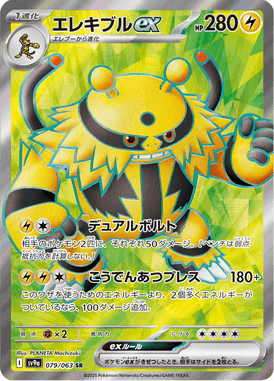 1進化 エレキブルex HP280
エレブーから進化
デュアルボルト
相手のポケモン2匹に、それぞれ50ダメージ。[ベンチは弱点・
抵抗力を計算しない。]
こうでんあつプレス 180+
このワザを使うためのエネルギーより、2個多くエネルギーが
ついているなら、100ダメージ追加。
弱点 ×2 抵抗力 にげる
Illus. PLANETA Mochizuki
exルール
ポケモンexがきぜつしたとき、相手はサイドを2枚とる。
sv9a 079/063 SR
©2025 Pokémon/Nintendo/Creatures/GAME FREAK.